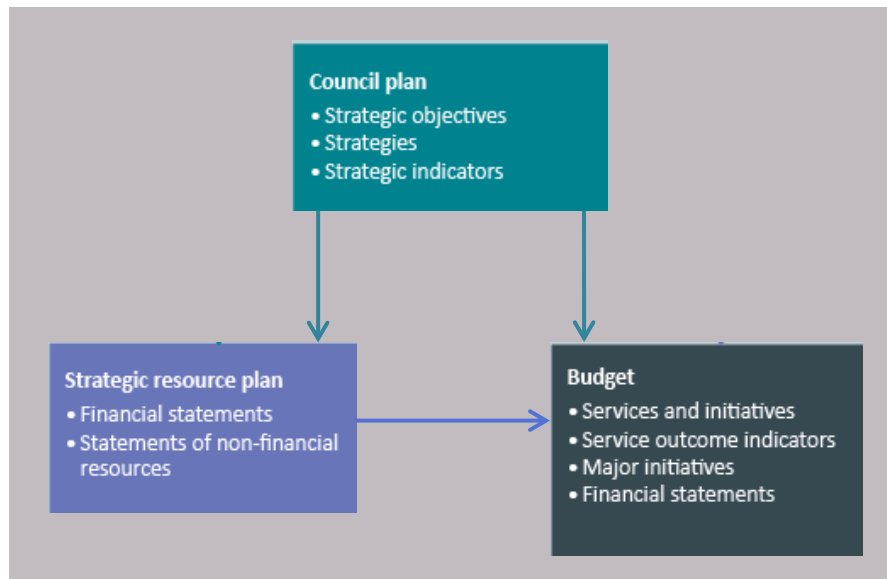 Council plan
• Strategic objectives
• Strategies
• Strategic indicators
Strategic resource plan
• Financial statements
• Statements of non-financial
resources
Budget
• Services and initiatives
• Service outcome indicators
• Major initiatives
• Financial statements